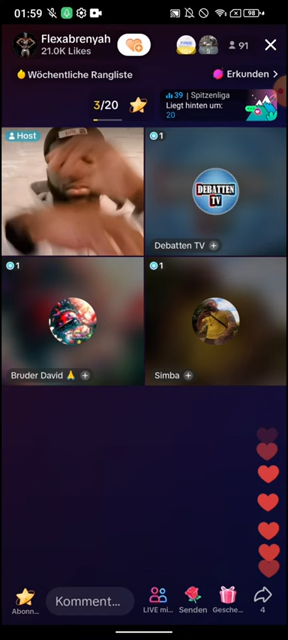 01:59
98
Flexabrenyah
21.0K Likes
91
Wöchentliche Rangliste
Erkunden
3/20
39 | Spitzenliga
Liegt hinten um:
20
Host
1
DEBATTEN
TV
Debatten TV
1
1
Bruder David 🙏
Simba
Komment...
Abonn...
LIVE mi...
Senden
Gesche...
4